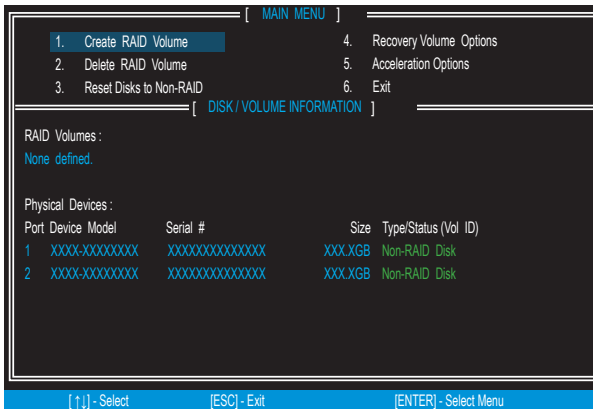 [ MAIN MENU ]
1. Create RAID Volume
2. Delete RAID Volume
3. Reset Disks to Non-RAID
4. Recovery Volume Options
5. Acceleration Options
6. Exit
[ DISK / VOLUME INFORMATION ]
RAID Volumes :
None defined.
Physical Devices :
Port Device Model Serial # Size Type/Status (Vol ID)
1 XXXX-XXXXXXXX XXXXXXXXXXXXXX XXX.XGB Non-RAID Disk
2 XXXX-XXXXXXXX XXXXXXXXXXXXXX XXX.XGB Non-RAID Disk
[ ↑↓] - Select [ESC] - Exit [ENTER] - Select Menu